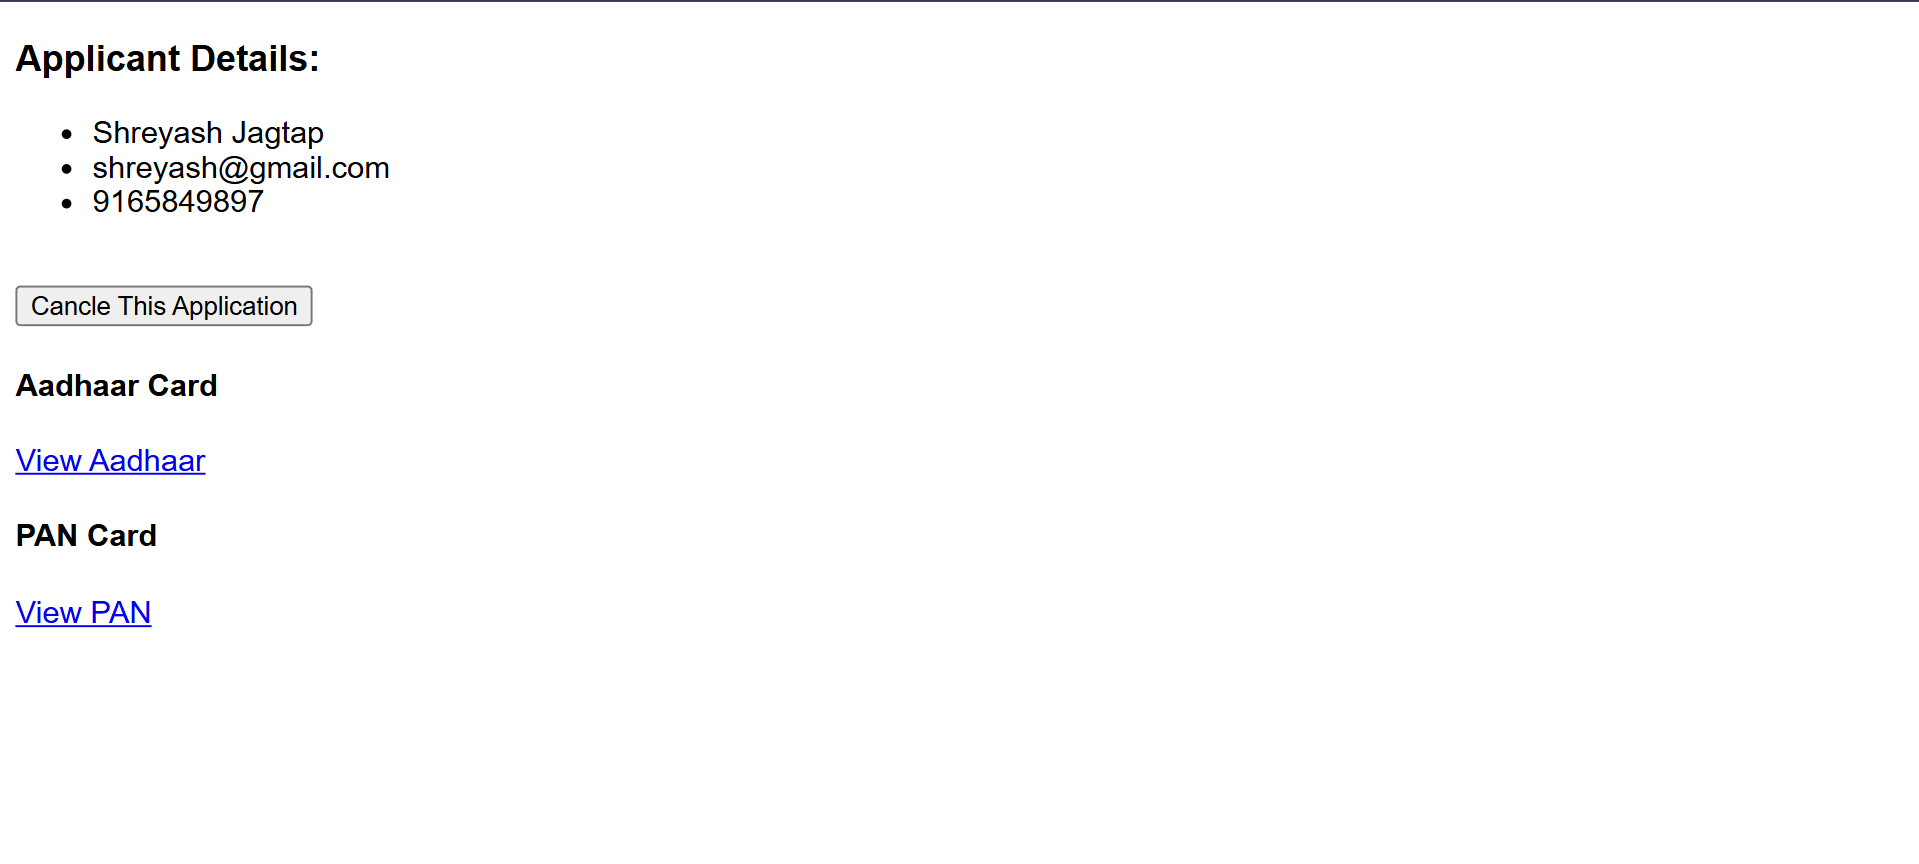 Applicant Details:
Shreyash Jagtap
shreyash@gmail.com
9165849897
Cancle This Application
Aadhaar Card
View Aadhaar
PAN Card
View PAN